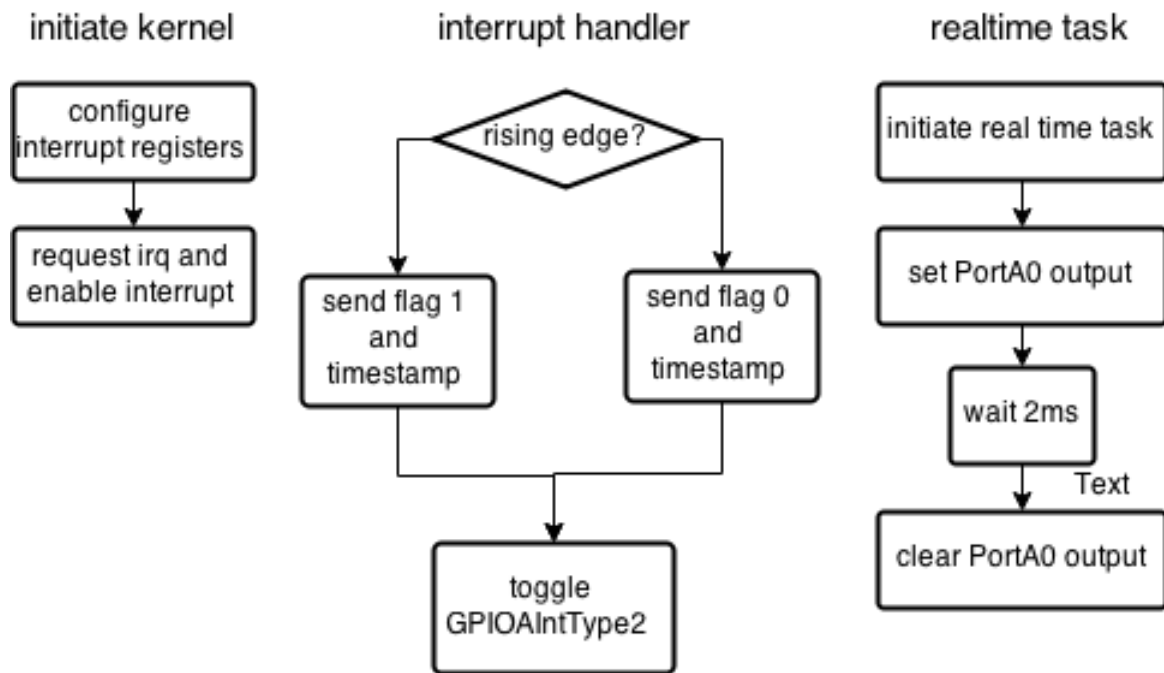 initiate kernel
configure
interrupt registers
request irq and
enable interrupt
interrupt handler
rising edge?
send flag 1
and
timestamp
send flag 0
and
timestamp
toggle
GPIOAIntType2
realtime task
initiate real time task
set PortA0 output
wait 2ms
Text
clear PortA0 output